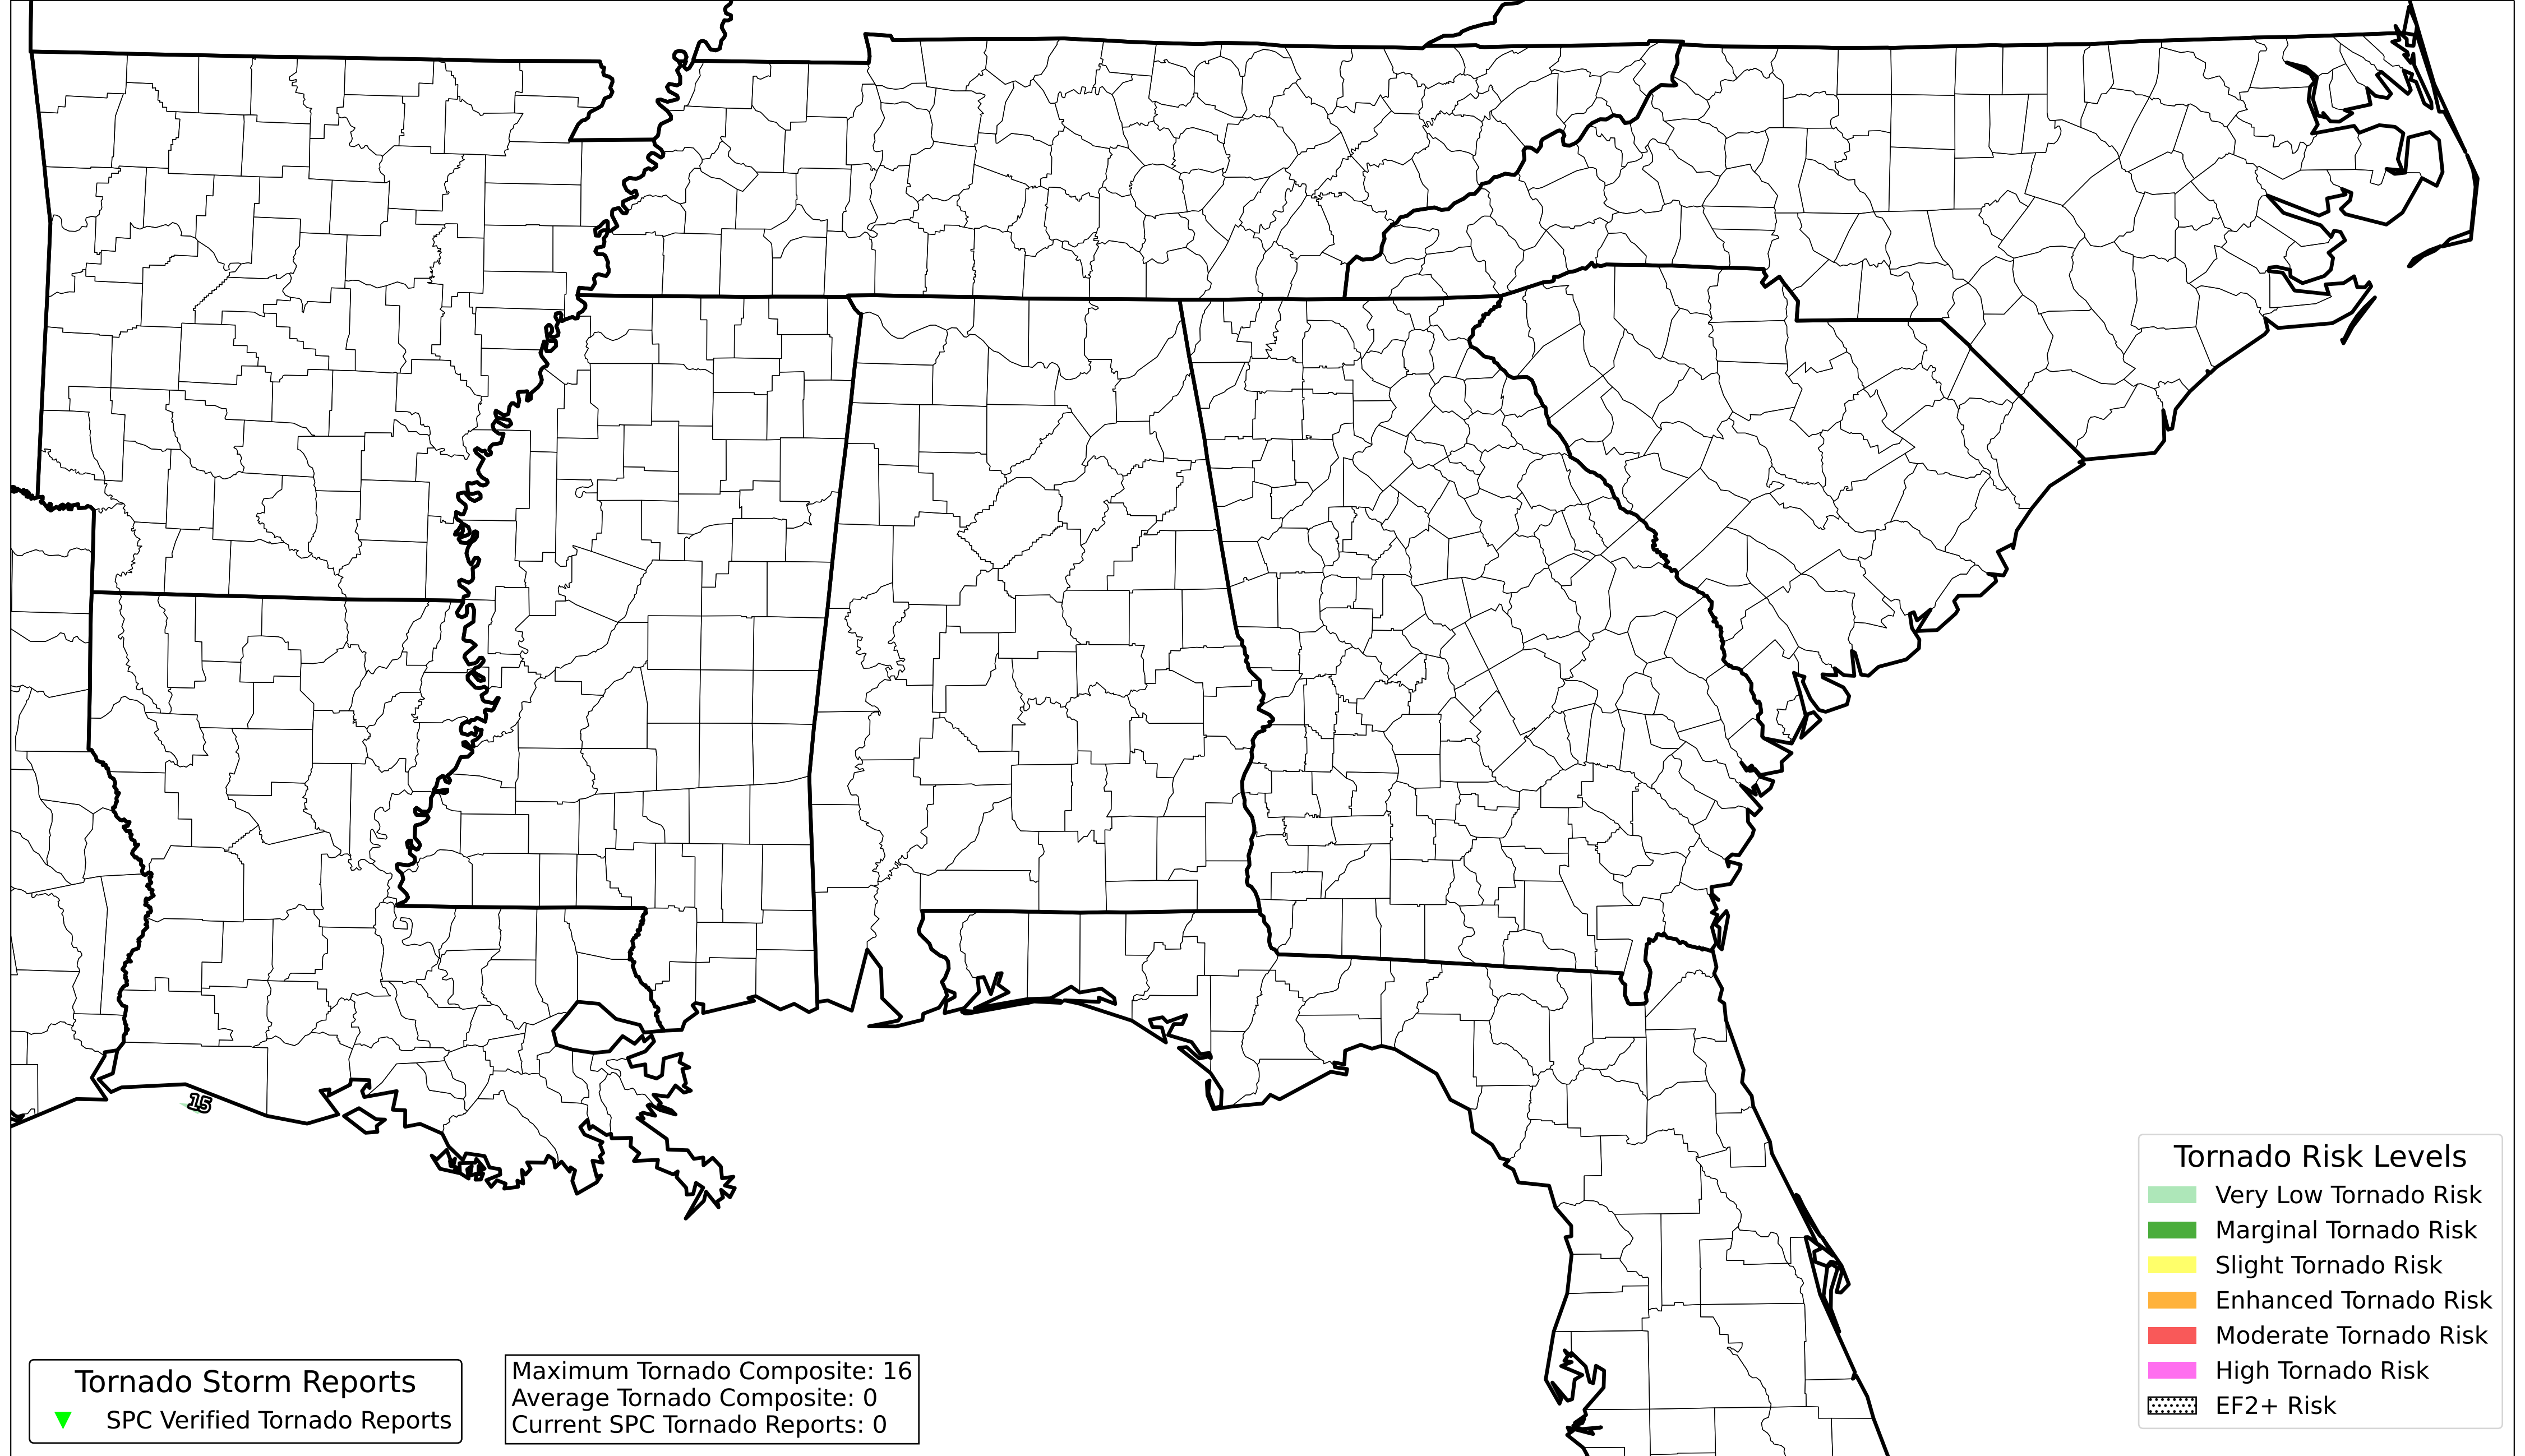 15
Tornado Storm Reports
SPC Verified Tornado Reports
Maximum Tornado Composite: 16
Average Tornado Composite: 0
Current SPC Tornado Reports: 0
Tornado Risk Levels
Very Low Tornado Risk
Marginal Tornado Risk
Slight Tornado Risk
Enhanced Tornado Risk
Moderate Tornado Risk
High Tornado Risk
EF2+ Risk